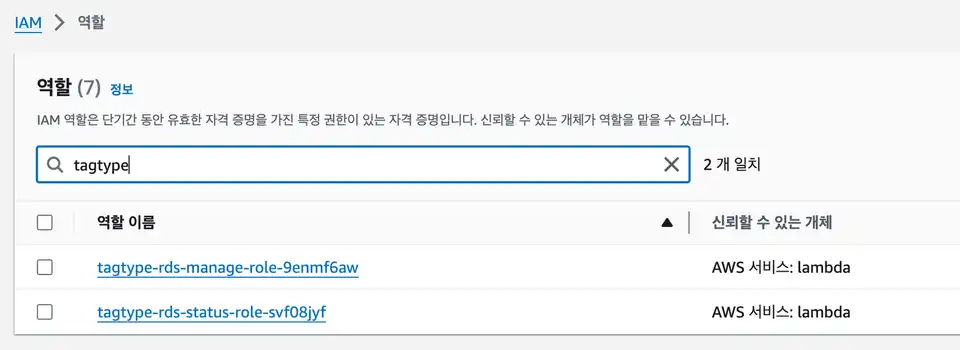 IAM > 역할
역할 (7) 정보
IAM 역할은 단기간 동안 유효한 자격 증명을 가진 특정 권한이 있는 자격 증명입니다. 신뢰할 수 있는 개체가 역할을 맡을 수 있습니다.
tagtype 2 개 일치
역할 이름 신뢰할 수 있는 개체
tagtype-rds-manage-role-9enmf6aw AWS 서비스: lambda
tagtype-rds-status-role-svf08jyf AWS 서비스: lambda